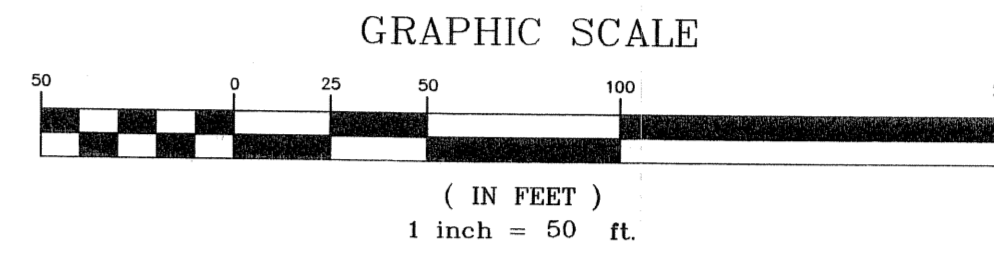 GRAPHIC SCALE
50 0 25 50 100
( IN FEET )
1 inch = 50 ft.